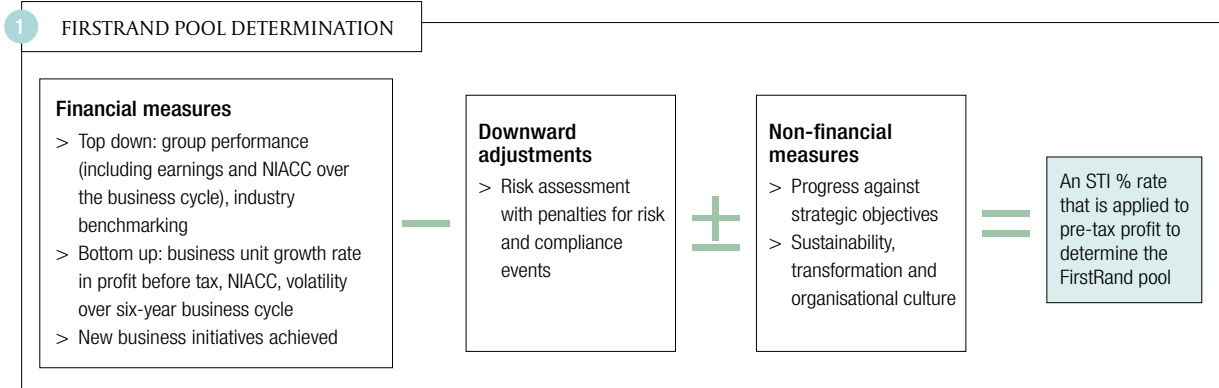 1
FIRSTRAND POOL DETERMINATION
Financial measures
> Top down: group performance
(including earnings and NIACC over
the business cycle), industry
benchmarking
> Bottom up: business unit growth rate
in profit before tax, NIACC, volatility
over six-year business cycle
> New business initiatives achieved
—
Downward
adjustments
> Risk assessment
with penalties for risk
and compliance
events
±
Non-financial
measures
> Progress against
strategic objectives
> Sustainability,
transformation and
organisational culture
=
An STI % rate
that is applied to
pre-tax profit to
determine the
FirstRand pool